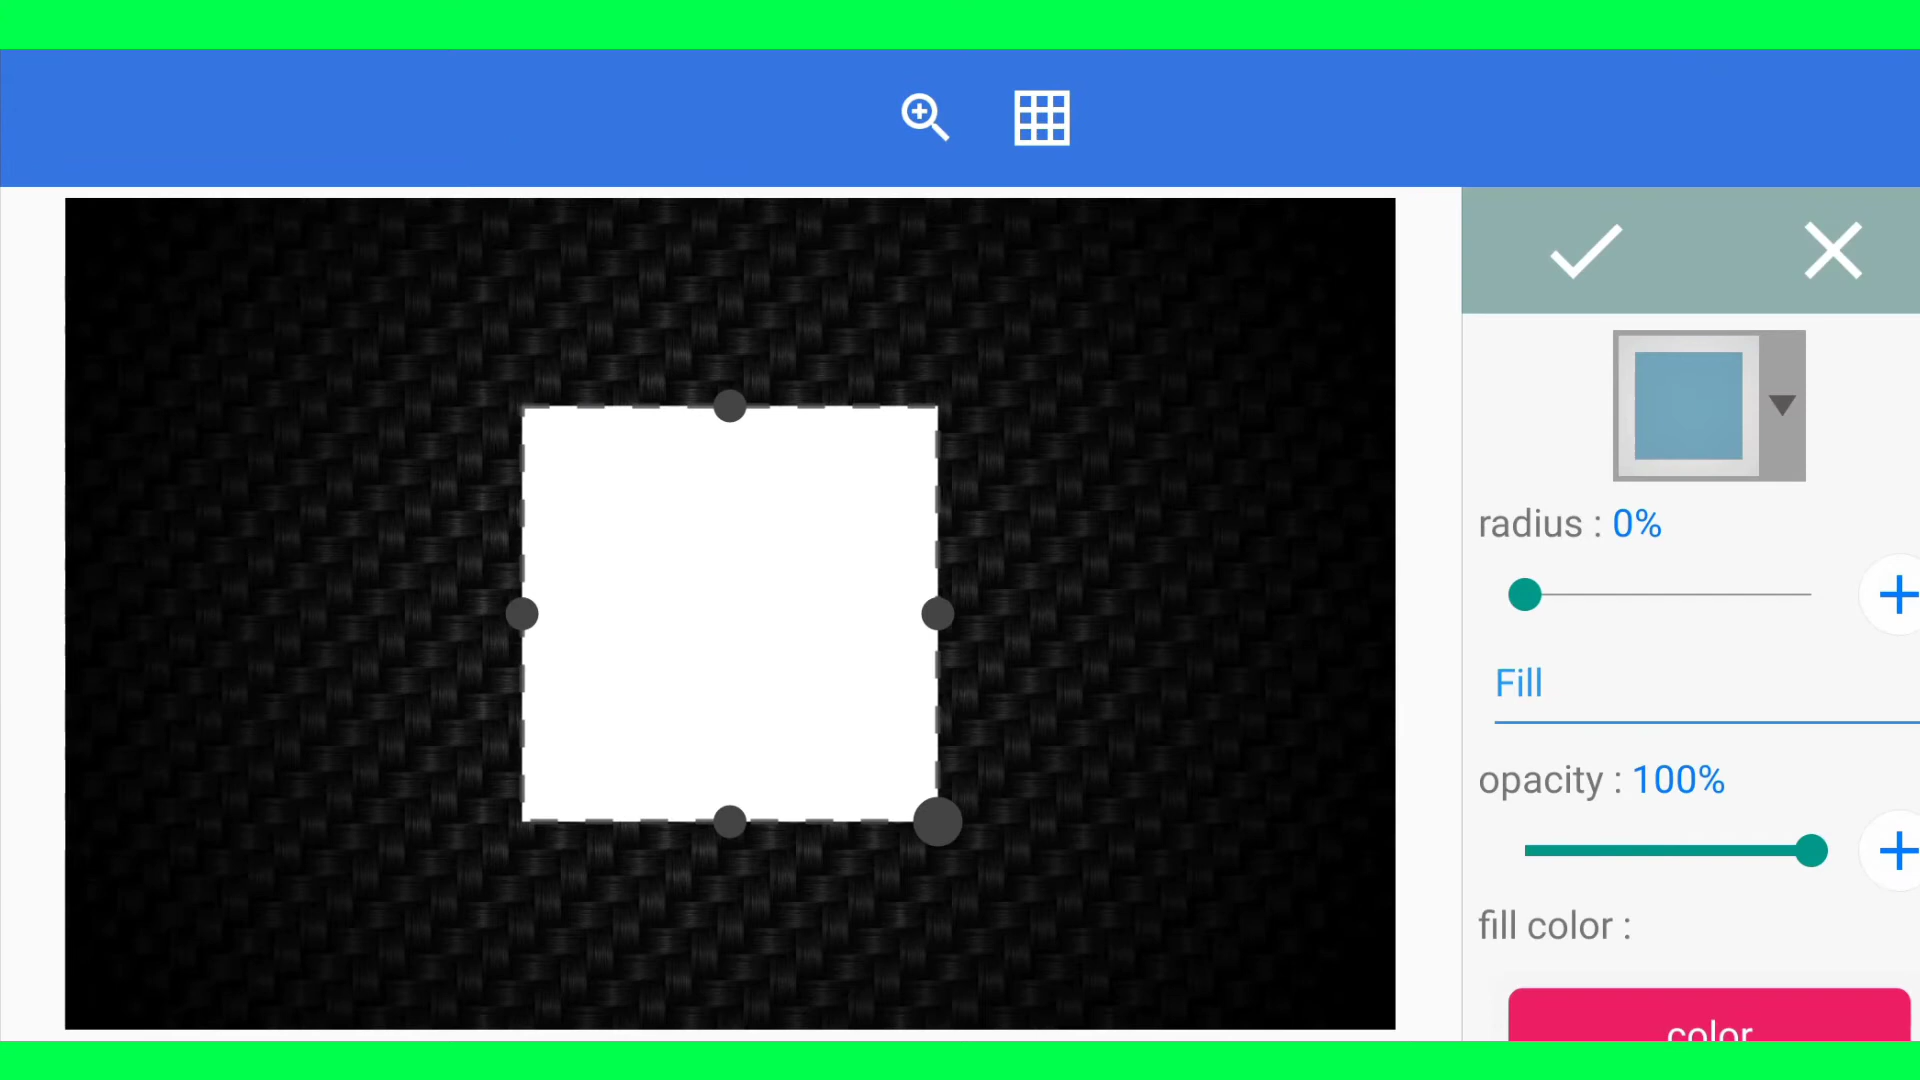 radius : 0%
Fill
opacity : 100%
fill color :
color